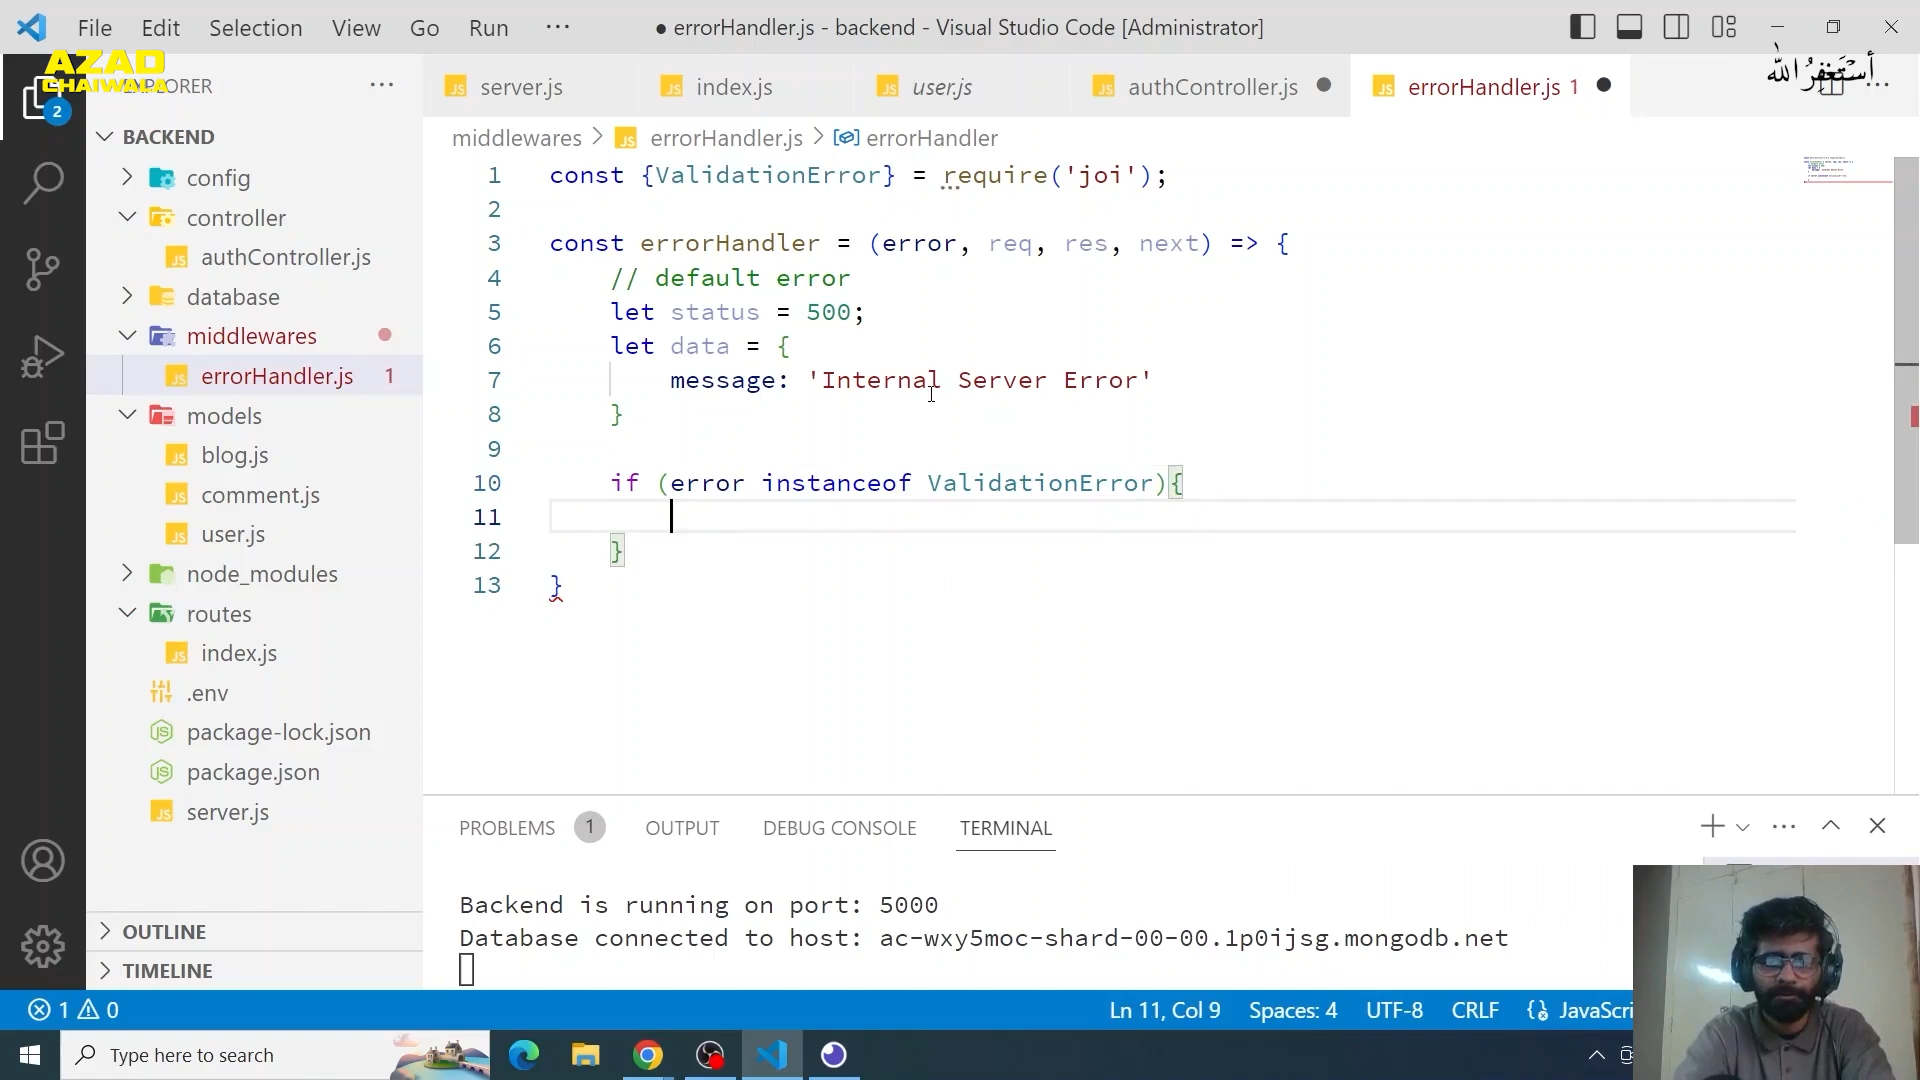 File Edit Selection View Go Run ···
● errorHandler.js - backend - Visual Studio Code [Administrator]
AZAD
CHAIWALA
أستغفر الله
EXPLORER ···
2
server.js
index.js
user.js
authController.js
errorHandler.js 1
BACKEND
config
controller
authController.js
database
middlewares
errorHandler.js 1
models
blog.js
comment.js
user.js
node_modules
routes
index.js
.env
package-lock.json
package.json
server.js
OUTLINE
TIMELINE
middlewares > errorHandler.js > errorHandler
1 const {ValidationError} = require('joi');
2
3 const errorHandler = (error, req, res, next) => {
4 // default error
5 let status = 500;
6 let data = {
7 message: 'Internal Server Error'
8 }
9
10 if (error instanceof ValidationError){
11
12 }
13 }
PROBLEMS 1 OUTPUT DEBUG CONSOLE TERMINAL
Backend is running on port: 5000
Database connected to host: ac-wxy5moc-shard-00-00.1p0ijsg.mongodb.net
1 0
Ln 11, Col 9 Spaces: 4 UTF-8 CRLF JavaScri
Type here to search